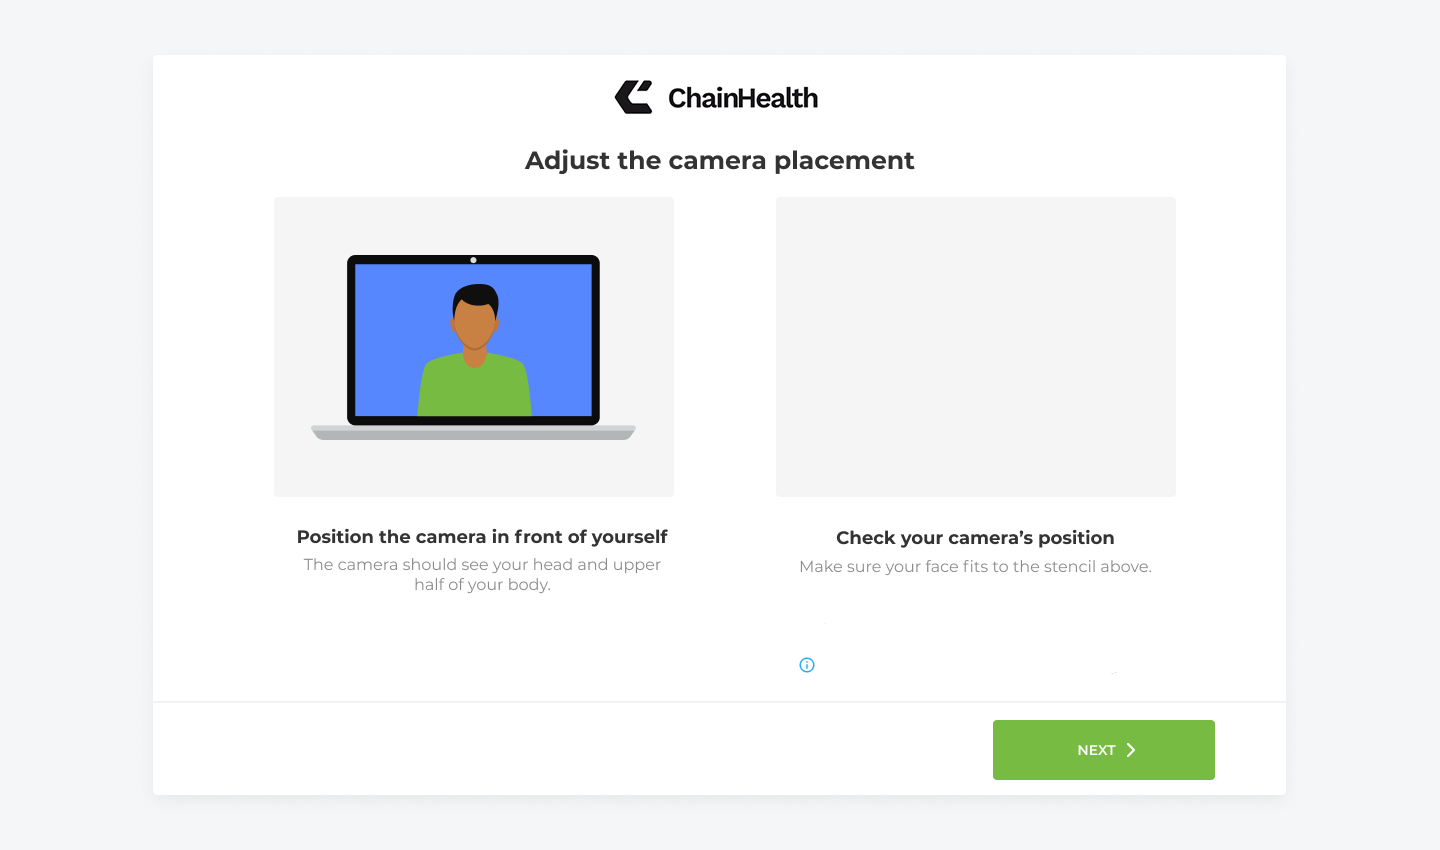 ChainHealth
Adjust the camera placement
Position the camera in front of yourself
The camera should see your head and upper
half of your body.
Check your camera’s position
Make sure your face fits to the stencil above.
NEXT